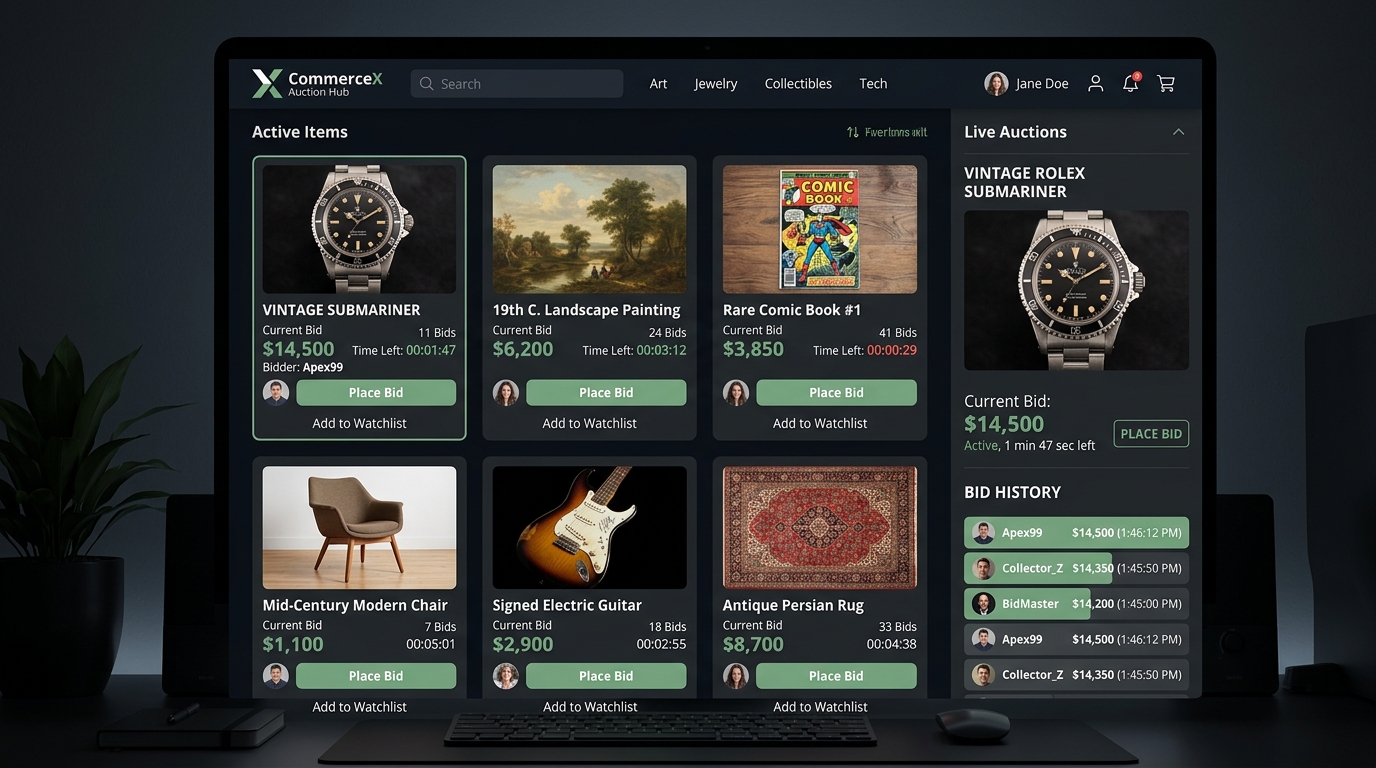 CommerceX
Auction Hub
Search
Art
Jewelry
Collectibles
Tech
Jane Doe
Active Items
VINTAGE SUBMARINER
Current Bid
11 Bids
$14,500
Time Left: 00:01:47
Bidder: Apex99
Place Bid
Add to Watchlist
19th C. Landscape Painting
Current Bid
24 Bids
$6,200
Time Left: 00:03:12
Place Bid
Add to Watchlist
COMIC
BOOK
Rare Comic Book #1
Current Bid
41 Bids
$3,850
Time Left: 00:00:29
Place Bid
Add to Watchlist
Mid-Century Modern Chair
Current Bid
7 Bids
$1,100
00:05:01
Place Bid
Add to Watchlist
Signed Electric Guitar
Current Bid
18 Bids
$2,900
00:02:55
Place Bid
Add to Watchlist
Antique Persian Rug
Current Bid
33 Bids
$8,700
00:04:38
Place Bid
Add to Watchlist
Live Auctions
VINTAGE ROLEX
SUBMARINER
Current Bid:
$14,500
Active, 1 min 47 sec left
PLACE BID
BID HISTORY
Apex99 $14,500 (1:46:12 PM)
Collector_Z $14,350 (1:45:50 PM)
BidMaster $14,200 (1:45:00 PM)
Apex99 $14,500 (1:46:12 PM)
Collector_Z $14,350 (1:45:50 PM)